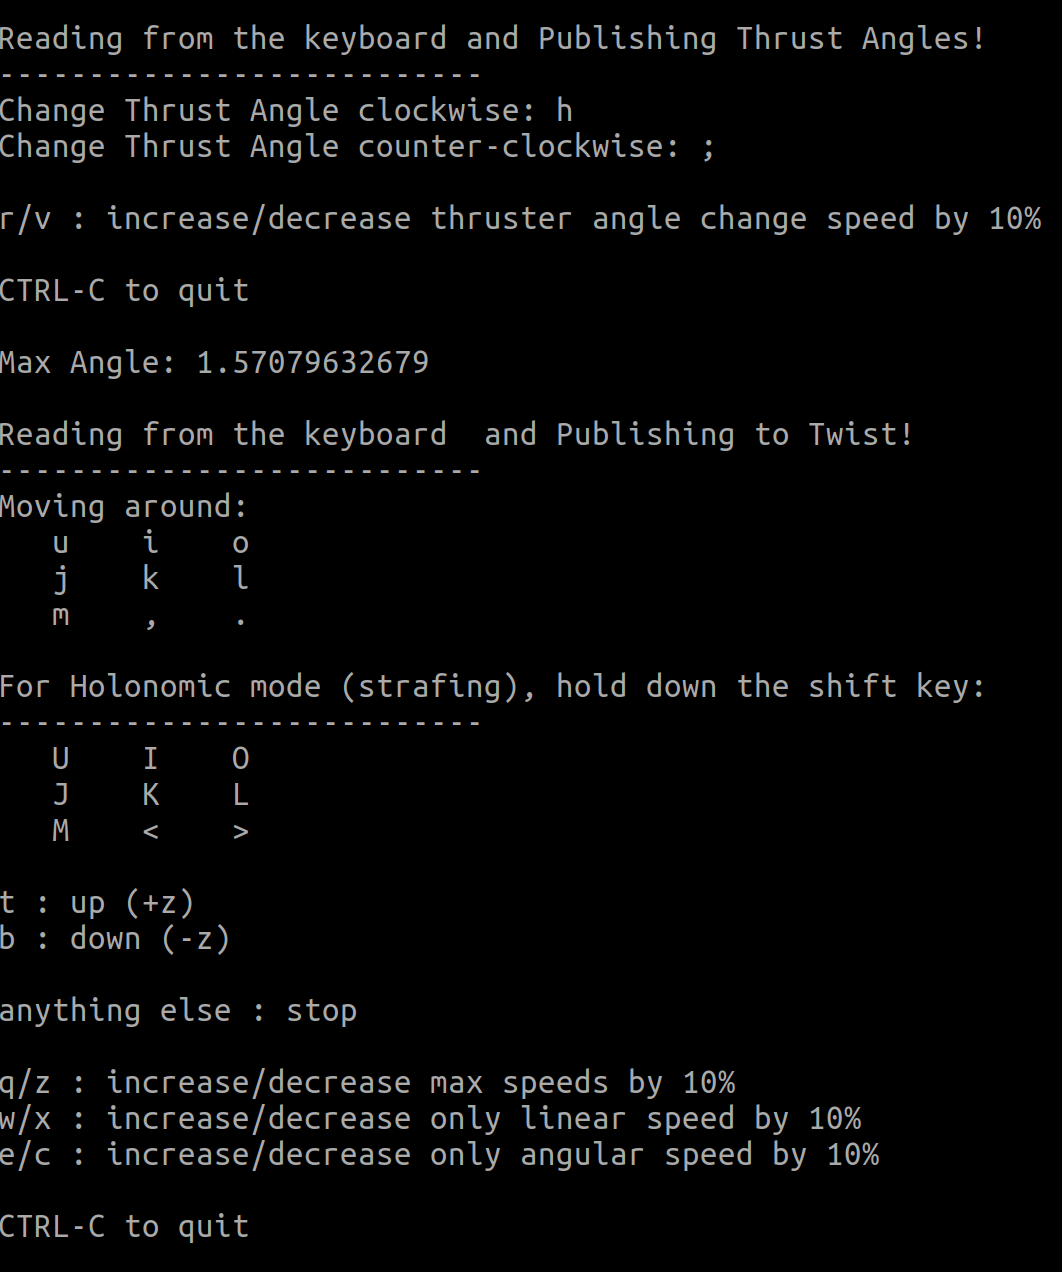 Reading from the keyboard and Publishing Thrust Angles!
---------------------------
Change Thrust Angle clockwise: h
Change Thrust Angle counter-clockwise: ;

r/v : increase/decrease thruster angle change speed by 10%

CTRL-C to quit

Max Angle: 1.57079632679

Reading from the keyboard  and Publishing to Twist!
---------------------------
Moving around:
   u    i    o
   j    k    l
   m    ,    .

For Holonomic mode (strafing), hold down the shift key:
---------------------------
   U    I    O
   J    K    L
   M    <    >

t : up (+z)
b : down (-z)

anything else : stop

q/z : increase/decrease max speeds by 10%
w/x : increase/decrease only linear speed by 10%
e/c : increase/decrease only angular speed by 10%

CTRL-C to quit